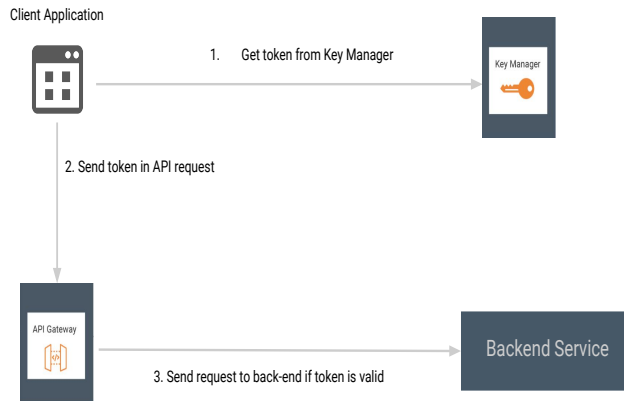 Client Application
1. Get token from Key Manager
Key Manager
2. Send token in API request
API Gateway
</>
Backend Service
3. Send request to back-end if token is valid